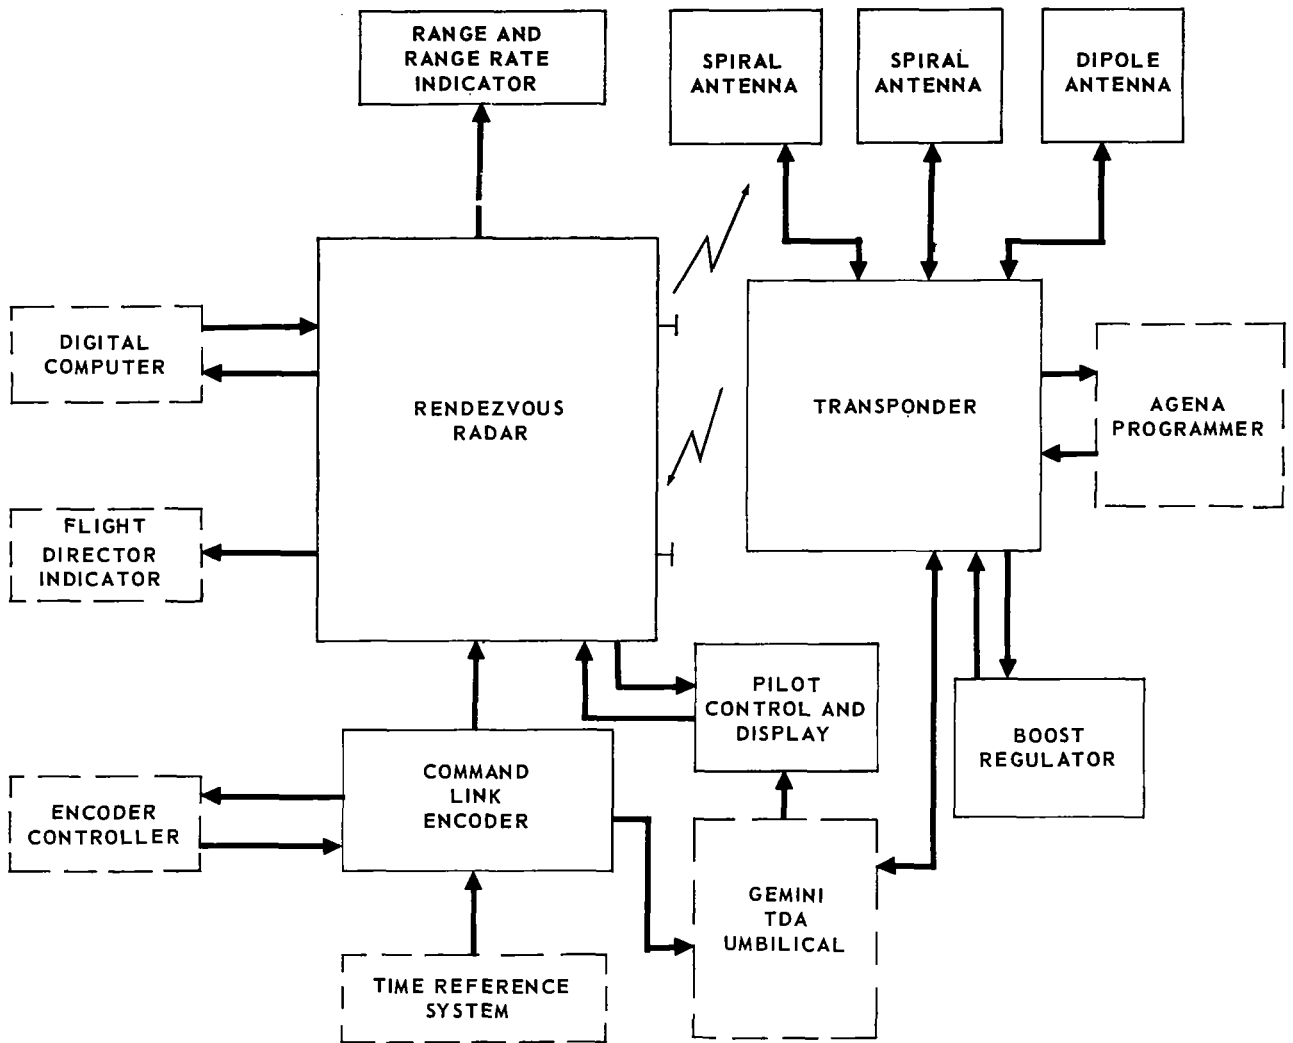 RANGE AND
RANGE RATE
INDICATOR
SPIRAL
ANTENNA
SPIRAL
ANTENNA
DIPOLE
ANTENNA
DIGITAL
COMPUTER
RENDEZVOUS
RADAR
TRANSPONDER
AGENA
PROGRAMMER
FLIGHT
DIRECTOR
INDICATOR
PILOT
CONTROL AND
DISPLAY
BOOST
REGULATOR
COMMAND
LINK
ENCODER
ENCODER
CONTROLLER
GEMINI
TDA
UMBILICAL
TIME REFERENCE
SYSTEM